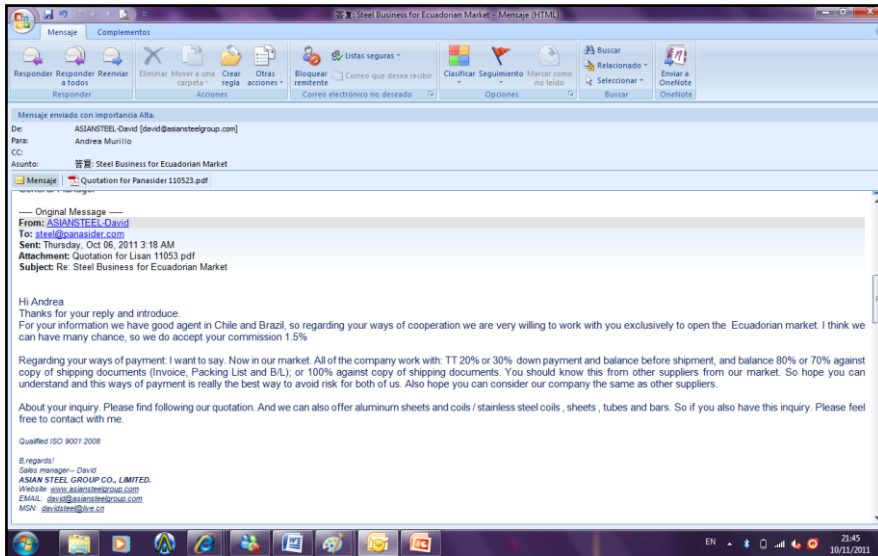 答复: Steel Business for Ecuadorian Market - Mensaje (HTML)
Mensaje Complementos
Responder Responder a todos Reenviar
Responder
Eliminar Mover a una carpeta Crear regla Otras acciones
Acciones
Bloquear remitente Listas seguras Correo que desea recibir
Correo electrónico no deseado
Clasificar Seguimiento Marcar como no leído
Opciones
Buscar Relacionado Seleccionar
Buscar
Enviar a OneNote
OneNote
Mensaje enviado con importancia Alta.
De: ASIANSTEEL-David [david@asiansteelgroup.com]
Para: Andrea Murillo
CC:
Asunto: 答复: Steel Business for Ecuadorian Market
Mensaje Quotation for Panasider 110523.pdf
General Manager
----- Original Message -----
From: ASIANSTEEL-David
To: steel@panasider.com
Sent: Thursday, Oct 06, 2011 3:18 AM
Attachment: Quotation for Lisan 11053.pdf
Subject: Re: Steel Business for Ecuadorian Market
Hi Andrea
Thanks for your reply and introduce.
For your information we have good agent in Chile and Brazil, so regarding your ways of cooperation we are very willing to work with you exclusively to open the Ecuadorian market. I think we
can have many chance, so we do accept your commission 1.5%
Regarding your ways of payment: I want to say. Now in our market. All of the company work with: TT 20% or 30% down payment and balance before shipment, and balance 80% or 70% against
copy of shipping documents (Invoice, Packing List and B/L); or 100% against copy of shipping documents. You should know this from other suppliers from our market. So hope you can
understand and this ways of payment is really the best way to avoid risk for both of us. Also hope you can consider our company the same as other suppliers.
About your inquiry. Please find following our quotation. And we can also offer aluminum sheets and coils / stainless steel coils , sheets , tubes and bars. So if you also have this inquiry. Please feel
free to contact with me.
Qualified ISO 9001:2008
B,regards!
Sales manager-- David
ASIAN STEEL GROUP CO., LIMITED.
Website: www.asiansteelgroup.com
EMAIL: david@asiansteelgroup.com
MSN: davidsteel@live.cn
EN 21:45
10/11/2011